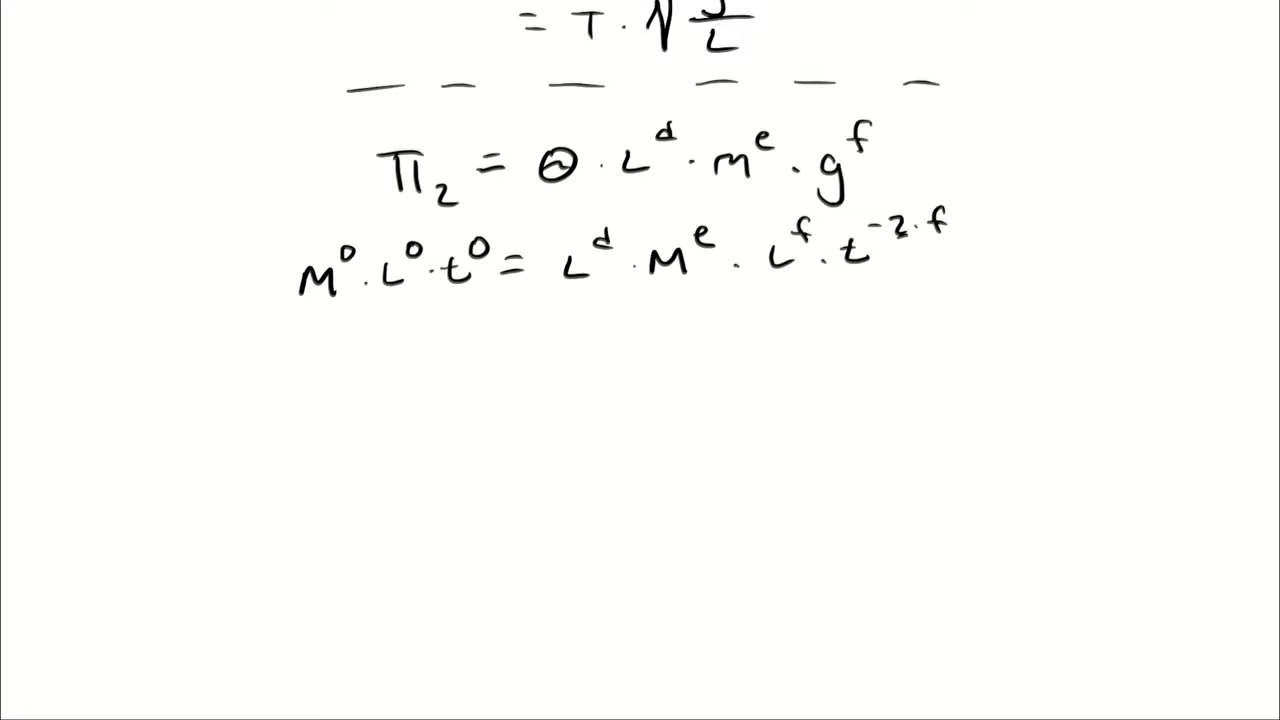 = T · √(g/L)
Π₂ = Θ · L^d · m^e · g^f
M^0 · L^0 · t^0 = L^d · M^e · L^f · t^(-2·f)